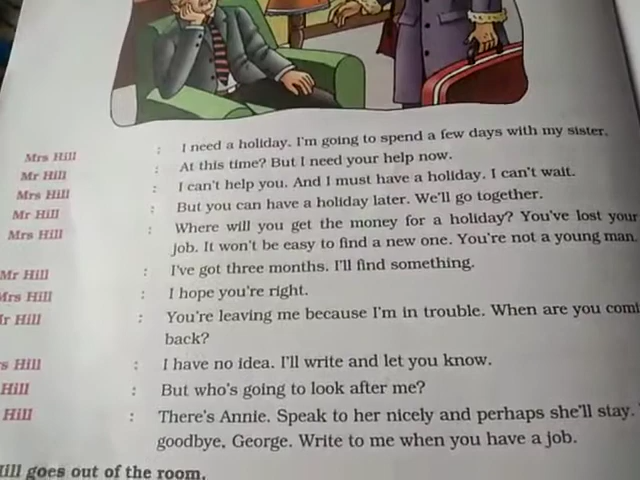 Mrs Hill : I need a holiday. I'm going to spend a few days with my sister.
Mr Hill : At this time? But I need your help now.
Mrs Hill : I can't help you. And I must have a holiday. I can't wait.
Mr Hill : But you can have a holiday later. We'll go together.
Mrs Hill : Where will you get the money for a holiday? You've lost your
job. It won't be easy to find a new one. You're not a young man.
Mr Hill : I've got three months. I'll find something.
Mrs Hill : I hope you're right.
r Hill : You're leaving me because I'm in trouble. When are you comi
back?
s Hill : I have no idea. I'll write and let you know.
Hill : But who's going to look after me?
Hill : There's Annie. Speak to her nicely and perhaps she'll stay.
goodbye, George. Write to me when you have a job.
Hill goes out of the room.